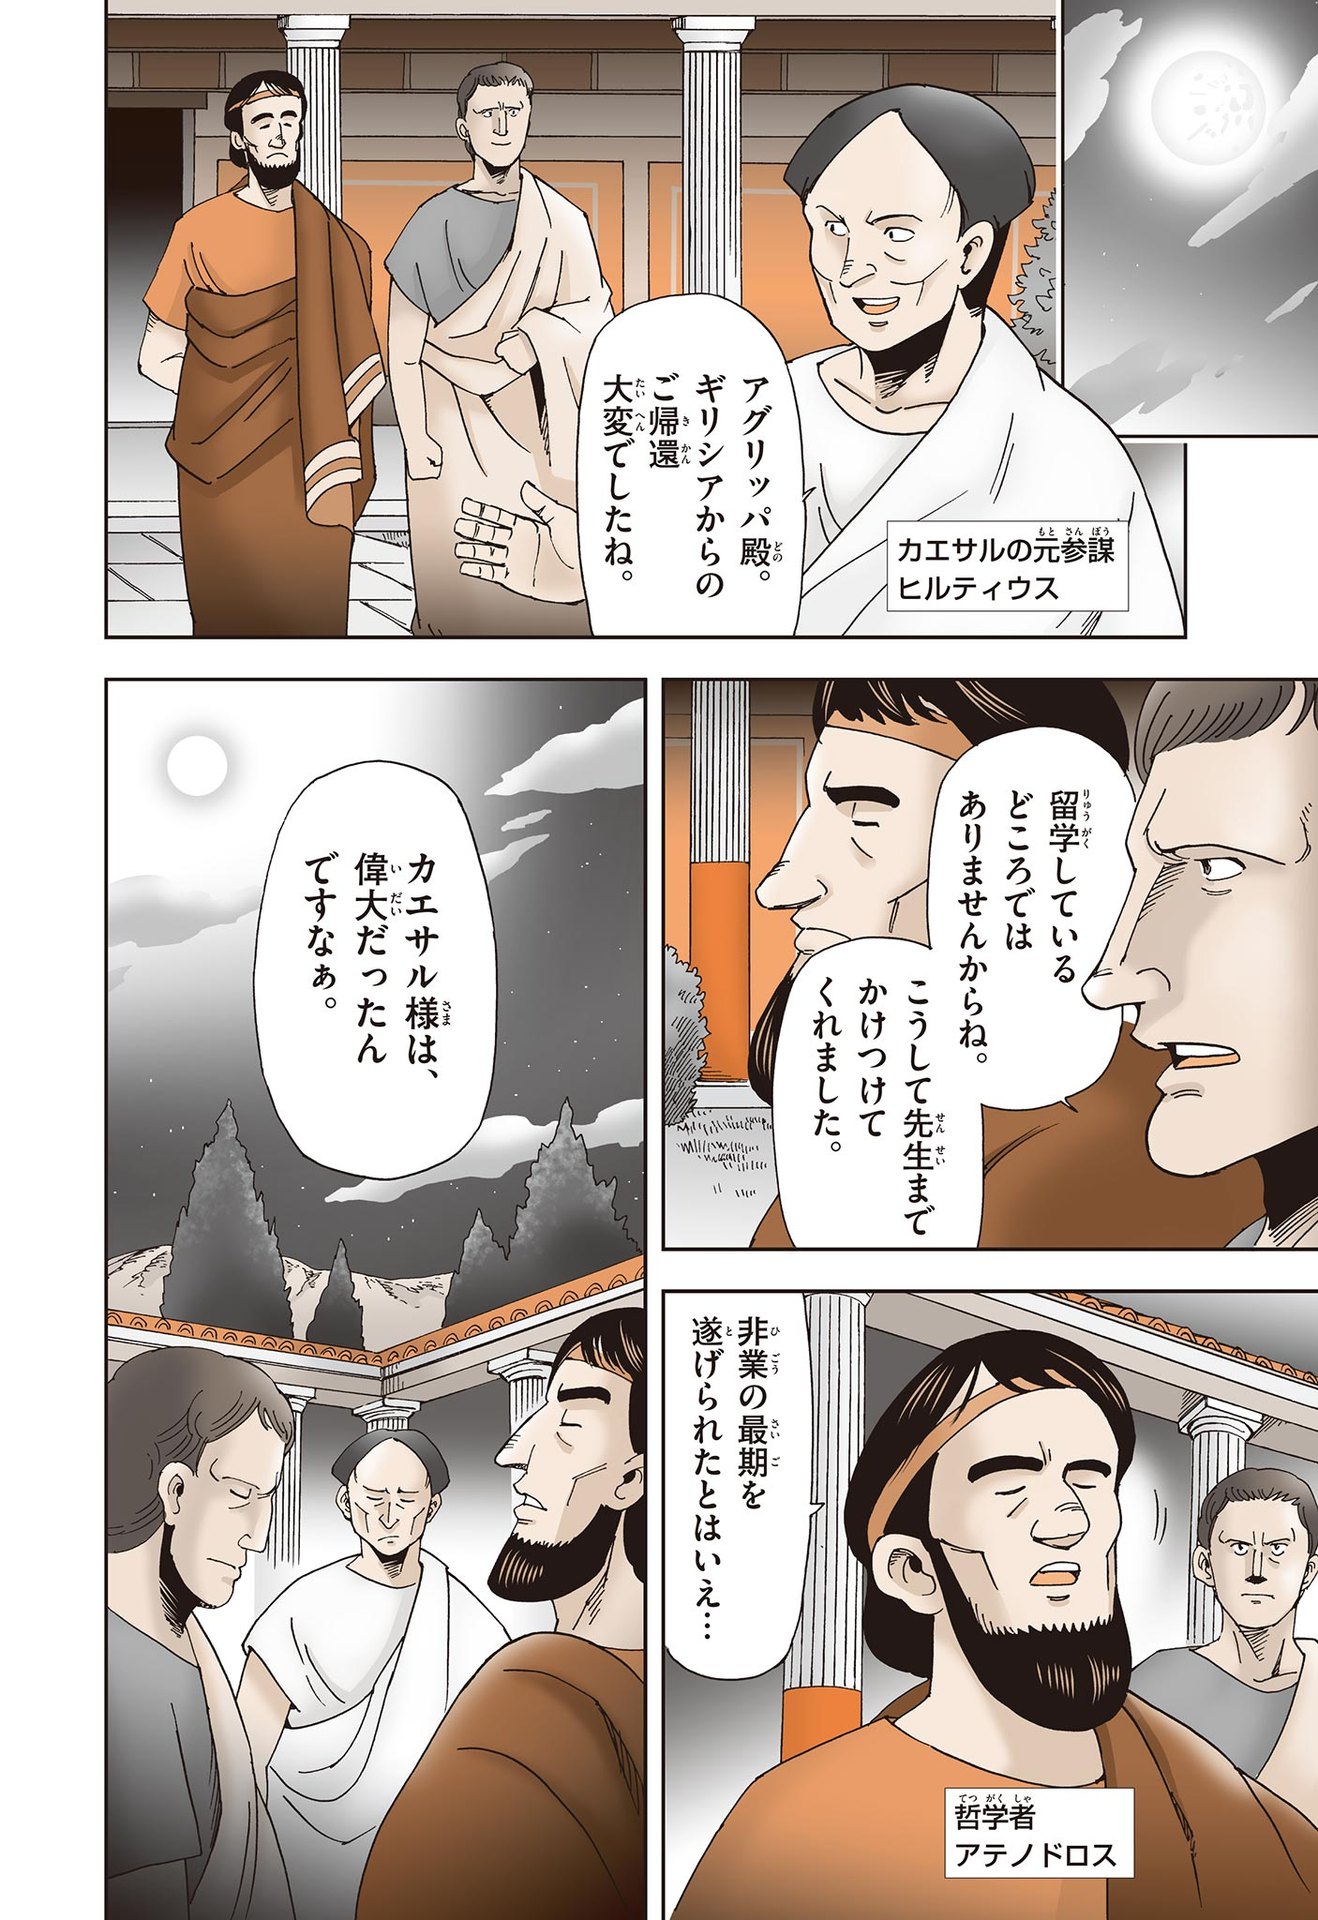 アグリッパ殿。
ギリシアからの
ご帰還
大変でしたね。
カエサルの元参謀
ヒルティウス
留学している
どころでは
ありませんからね。
こうして先生まで
かけつけて
くれました。
非業の最期を
遂げられたとはいえ…
哲学者
アテノドロス
カエサル様は、
偉大だったん
ですなぁ。